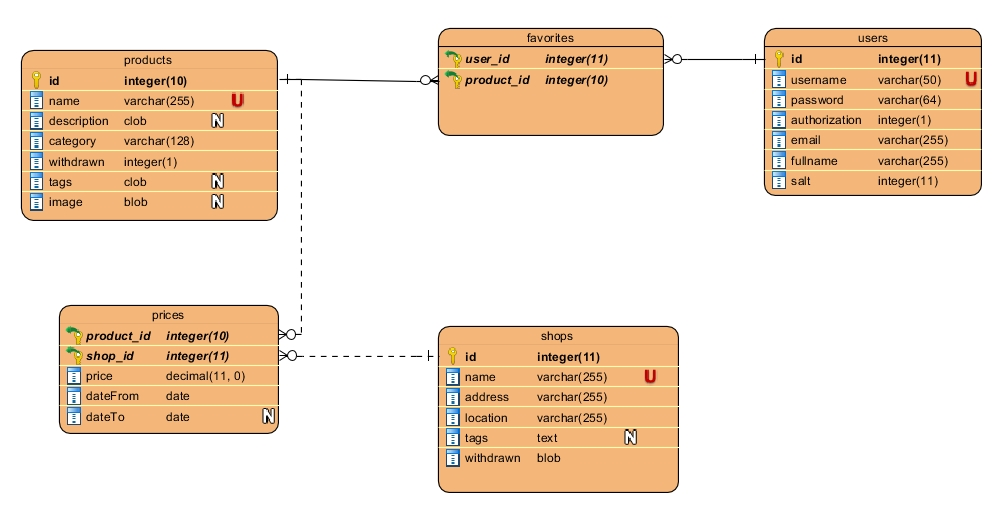 products
id integer(10)
name varchar(255) U
description clob N
category varchar(128)
withdrawn integer(1)
tags clob N
image blob N
favorites
user_id integer(11)
product_id integer(10)
users
id integer(11)
username varchar(50) U
password varchar(64)
authorization integer(1)
email varchar(255)
fullname varchar(255)
salt integer(11)
prices
product_id integer(10)
shop_id integer(11)
price decimal(11, 0)
dateFrom date
dateTo date N
shops
id integer(11)
name varchar(255) U
address varchar(255)
location varchar(255)
tags text N
withdrawn blob